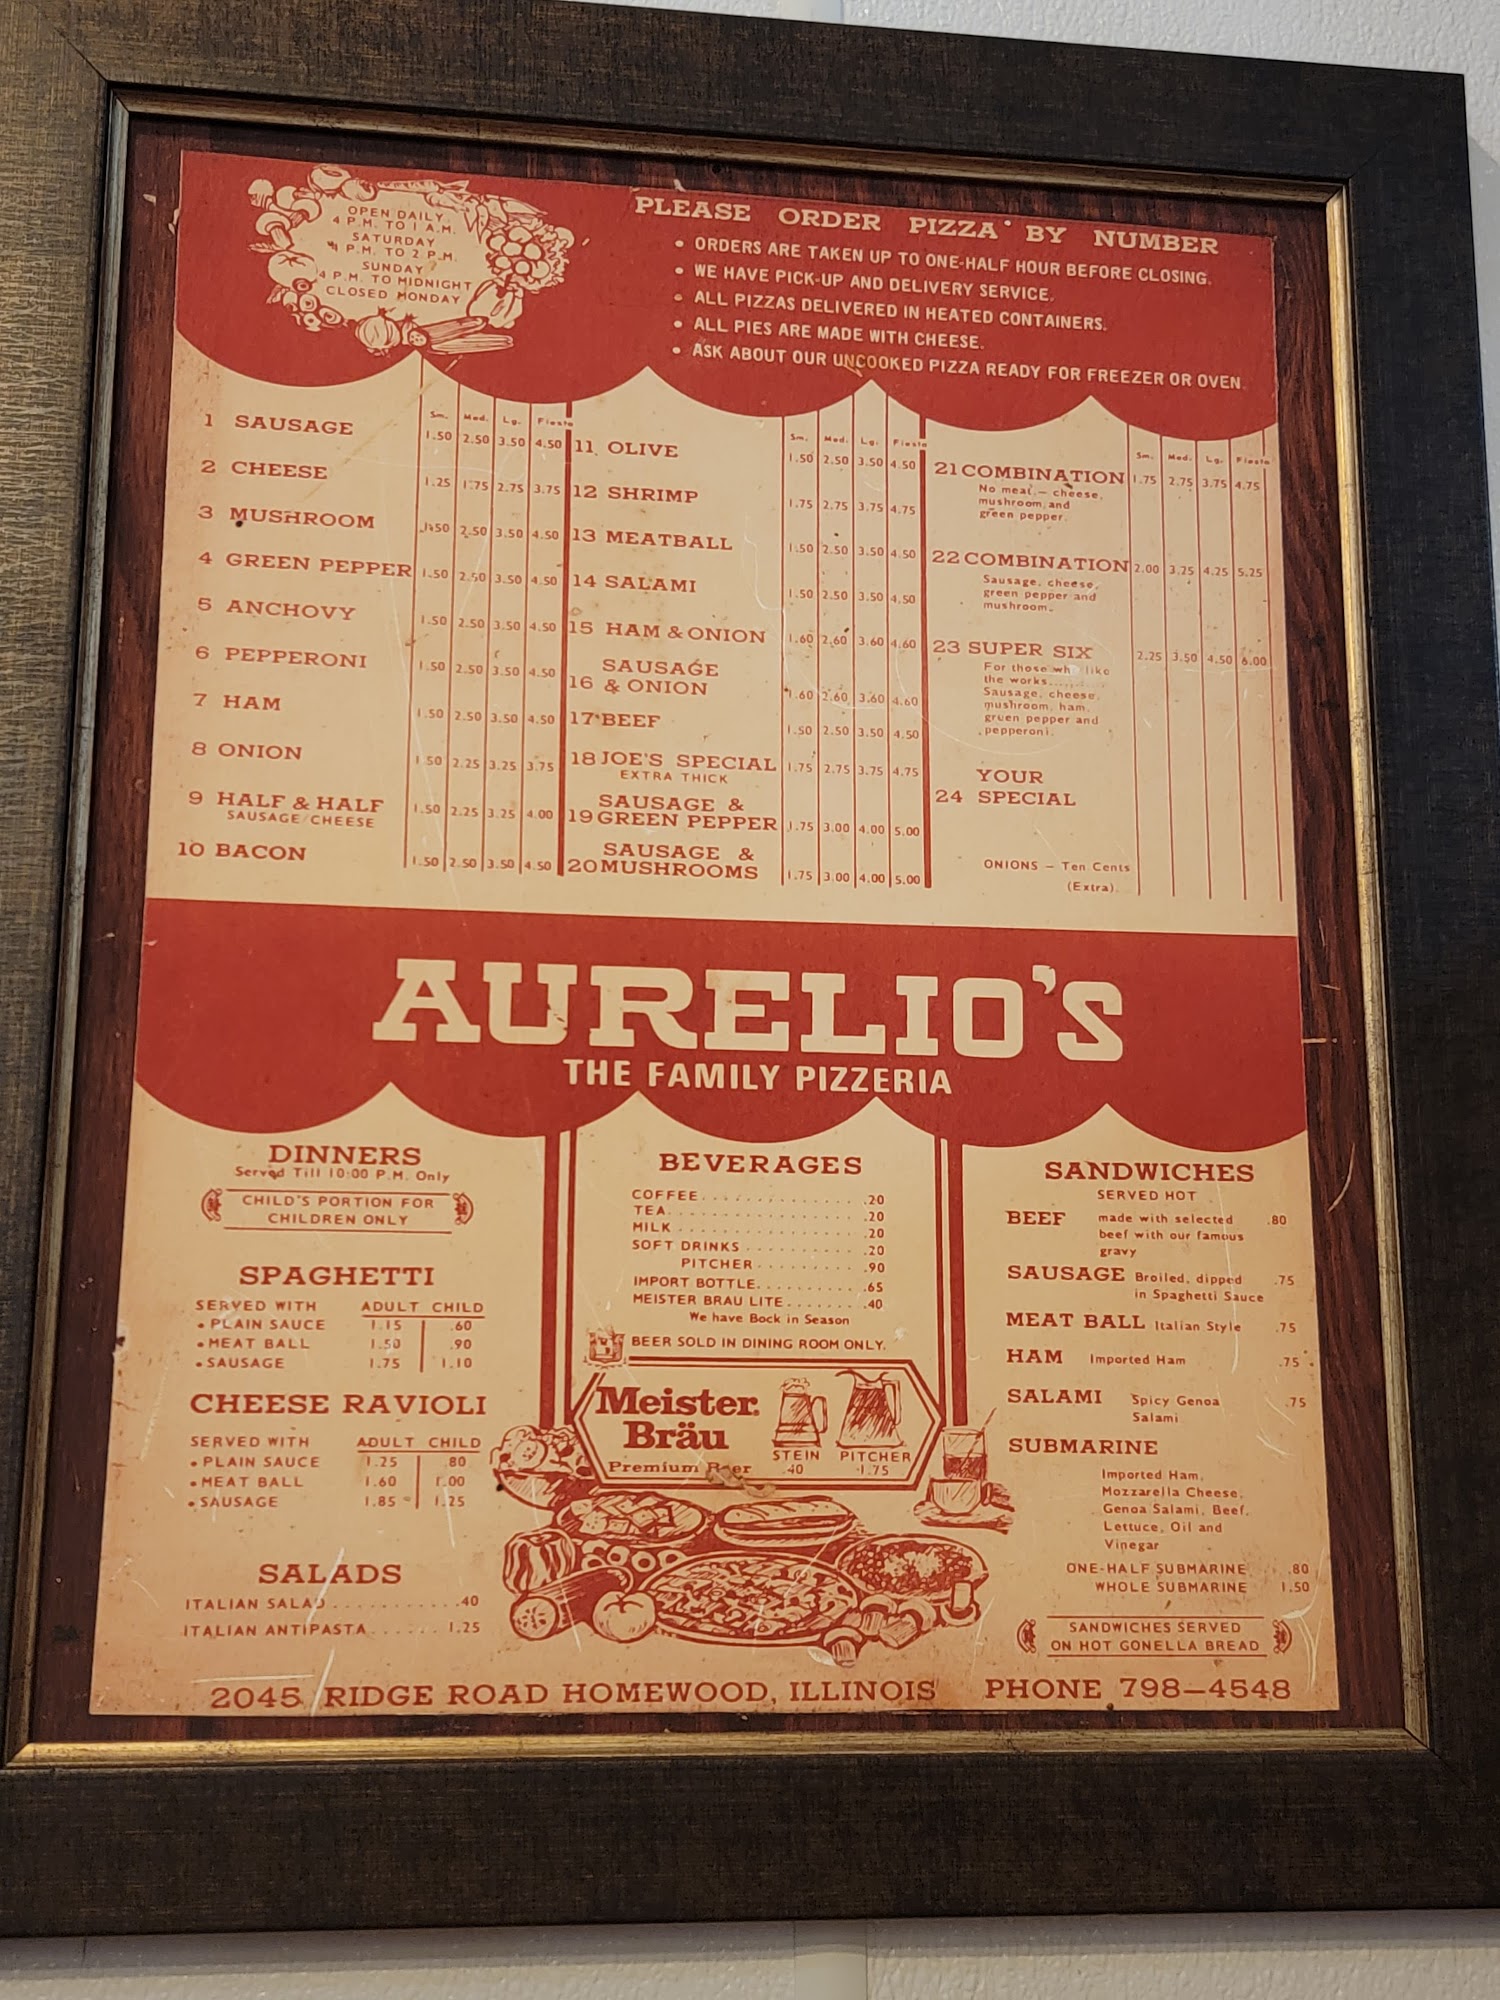 OPEN DAILY
4 P.M. TO 1 A.M.
SATURDAY
4 P.M. TO 2 P.M.
SUNDAY
4 P.M. TO MIDNIGHT
CLOSED MONDAY
PLEASE ORDER PIZZA BY NUMBER
• ORDERS ARE TAKEN UP TO ONE-HALF HOUR BEFORE CLOSING.
• WE HAVE PICK-UP AND DELIVERY SERVICE.
• ALL PIZZAS DELIVERED IN HEATED CONTAINERS.
• ALL PIES ARE MADE WITH CHEESE.
• ASK ABOUT OUR UNCOOKED PIZZA READY FOR FREEZER OR OVEN.
Sm. Med. Lg. Fiesta
1 SAUSAGE 1.50 2.50 3.50 4.50
2 CHEESE 1.25 1.75 2.75 3.75
3 MUSHROOM 1.50 2.50 3.50 4.50
4 GREEN PEPPER 1.50 2.50 3.50 4.50
5 ANCHOVY 1.50 2.50 3.50 4.50
6 PEPPERONI 1.50 2.50 3.50 4.50
7 HAM 1.50 2.50 3.50 4.50
8 ONION 1.50 2.25 3.25 3.75
9 HALF & HALF 1.50 2.25 3.25 4.00
SAUSAGE/CHEESE
10 BACON 1.50 2.50 3.50 4.50
Sm. Med. Lg. Fiesta
11 OLIVE 1.50 2.50 3.50 4.50
12 SHRIMP 1.75 2.75 3.75 4.75
13 MEATBALL 1.50 2.50 3.50 4.50
14 SALAMI 1.50 2.50 3.50 4.50
15 HAM & ONION 1.60 2.60 3.60 4.60
SAUSAGE
16 & ONION 1.60 2.60 3.60 4.60
17 BEEF 1.50 2.50 3.50 4.50
18 JOE'S SPECIAL 1.75 2.75 3.75 4.75
EXTRA THICK
SAUSAGE &
19 GREEN PEPPER 1.75 3.00 4.00 5.00
SAUSAGE &
20 MUSHROOMS 1.75 3.00 4.00 5.00
Sm. Med. Lg. Fiesta
21 COMBINATION 1.75 2.75 3.75 4.75
No meat — cheese,
mushroom and
green pepper.
22 COMBINATION 2.00 3.25 4.25 5.25
Sausage, cheese,
green pepper and
mushroom.
23 SUPER SIX 2.25 3.50 4.50 6.00
For those who like
the works........
Sausage, cheese,
mushroom, ham,
green pepper and
pepperoni.
YOUR
24 SPECIAL
ONIONS — Ten Cents
(Extra)
AURELIO'S
THE FAMILY PIZZERIA
DINNERS
Served Till 10:00 P.M. Only
CHILD'S PORTION FOR
CHILDREN ONLY
SPAGHETTI
SERVED WITH ADULT CHILD
• PLAIN SAUCE 1.15 .60
• MEAT BALL 1.50 .90
• SAUSAGE 1.75 1.10
CHEESE RAVIOLI
SERVED WITH ADULT CHILD
• PLAIN SAUCE 1.25 .80
• MEAT BALL 1.60 1.00
• SAUSAGE 1.85 1.25
SALADS
ITALIAN SALAD...........40
ITALIAN ANTIPASTA...... 1.25
BEVERAGES
COFFEE.............. .20
TEA................. .20
MILK................ .20
SOFT DRINKS.......... .20
PITCHER......... .90
IMPORT BOTTLE........ .65
MEISTER BRAU LITE....... .40
We have Bock in Season
BEER SOLD IN DINING ROOM ONLY.
Meister
Bräu
Premium Beer
STEIN PITCHER
.40 1.75
SANDWICHES
SERVED HOT
BEEF made with selected .80
beef with our famous
gravy
SAUSAGE Broiled, dipped .75
in Spaghetti Sauce
MEAT BALL Italian Style .75
HAM Imported Ham .75
SALAMI Spicy Genoa .75
Salami
SUBMARINE
Imported Ham,
Mozzarella Cheese,
Genoa Salami, Beef,
Lettuce, Oil and
Vinegar
ONE-HALF SUBMARINE .80
WHOLE SUBMARINE 1.50
SANDWICHES SERVED
ON HOT GONELLA BREAD
2045 RIDGE ROAD HOMEWOOD, ILLINOIS PHONE 798—4548